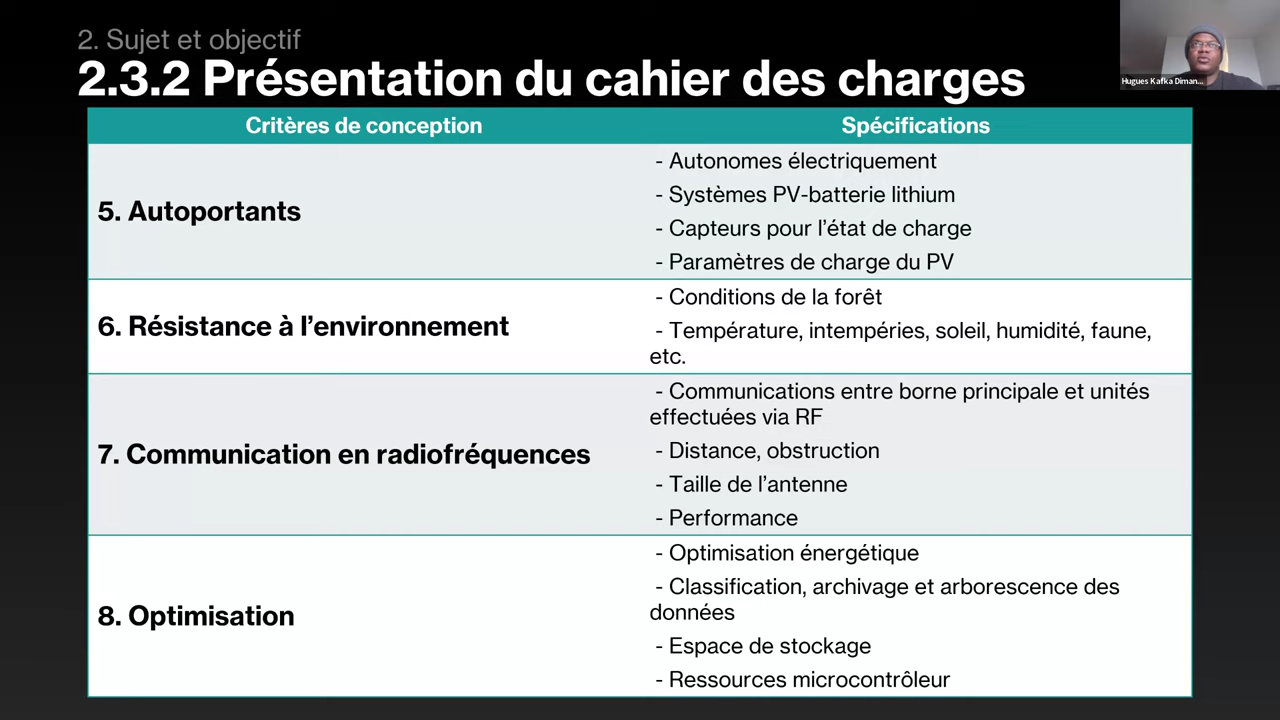 2. Sujet et objectif
2.3.2 Présentation du cahier des charges
Hugues Kafka Diman...
Critères de conception
Spécifications
5. Autoportants
- Autonomes électriquement
- Systèmes PV-batterie lithium
- Capteurs pour l’état de charge
- Paramètres de charge du PV
6. Résistance à l’environnement
- Conditions de la forêt
- Température, intempéries, soleil, humidité, faune,
etc.
7. Communication en radiofréquences
- Communications entre borne principale et unités
effectuées via RF
- Distance, obstruction
- Taille de l’antenne
- Performance
8. Optimisation
- Optimisation énergétique
- Classification, archivage et arborescence des
données
- Espace de stockage
- Ressources microcontrôleur